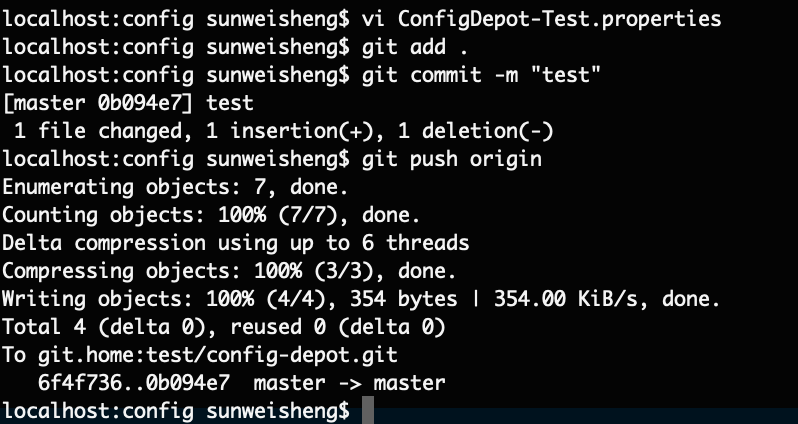 localhost:config sunweisheng$ vi ConfigDepot-Test.properties
localhost:config sunweisheng$ git add .
localhost:config sunweisheng$ git commit -m "test"
[master 0b094e7] test
 1 file changed, 1 insertion(+), 1 deletion(-)
localhost:config sunweisheng$ git push origin
Enumerating objects: 7, done.
Counting objects: 100% (7/7), done.
Delta compression using up to 6 threads
Compressing objects: 100% (3/3), done.
Writing objects: 100% (4/4), 354 bytes | 354.00 KiB/s, done.
Total 4 (delta 0), reused 0 (delta 0)
To git.home:test/config-depot.git
   6f4f736..0b094e7  master -> master
localhost:config sunweisheng$